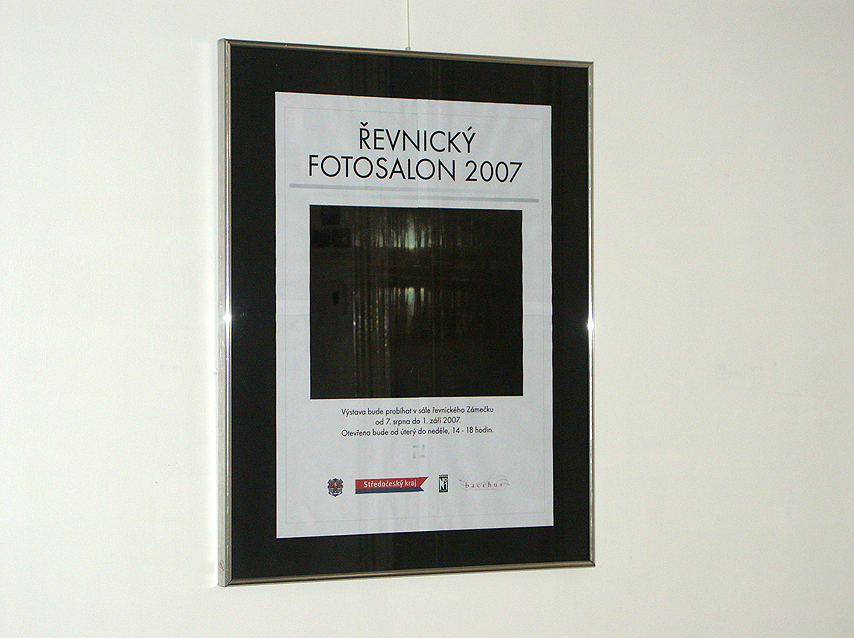 ŘEVNICKÝ
FOTOSALON 2007
Výstava bude probíhat v sále řevnického Zámečku
od 7. srpna do 1. září 2007.
Otevřena bude od úterý do neděle, 14 - 18 hodin.
Středočeský kraj
bacchus